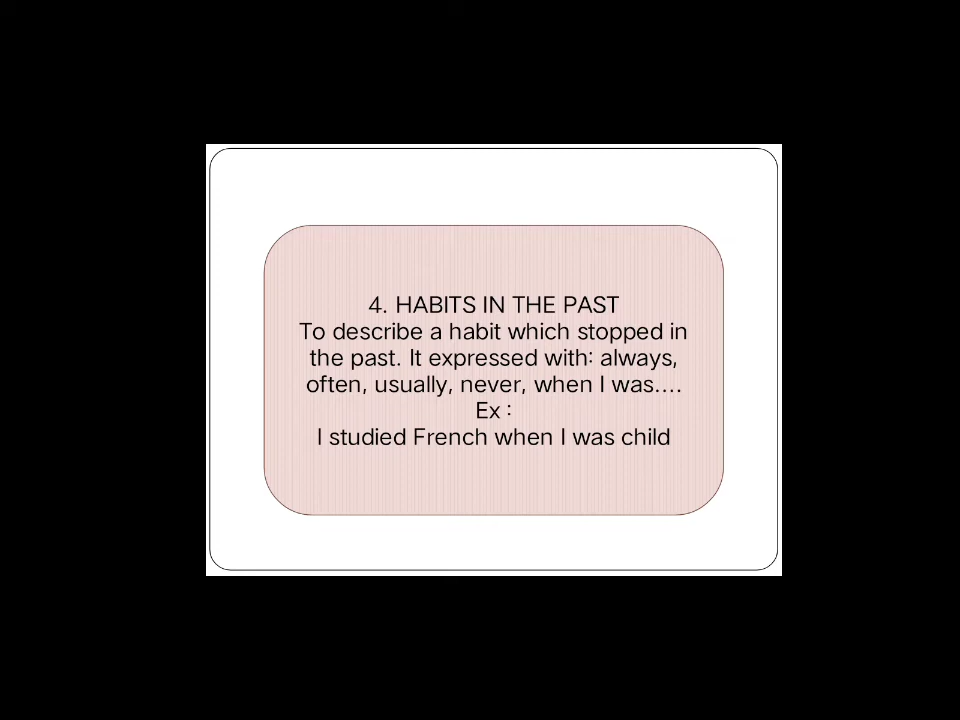 4. HABITS IN THE PAST
To describe a habit which stopped in
the past. It expressed with: always,
often, usually, never, when I was....
Ex :
I studied French when I was child